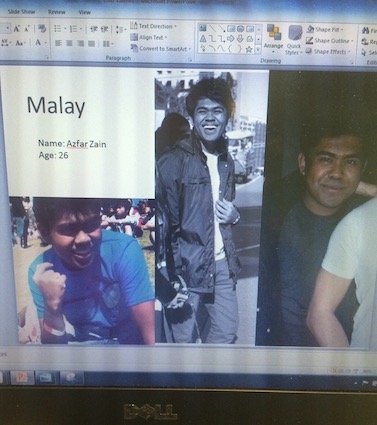 Slide Show Review View
Text Direction
Align Text
Convert to SmartArt
Paragraph
Arrange
Quick
Styles
Shape Fill
Shape Outline
Shape Effects
Drawing
Malay
Name: Azfar Zain
Age: 26
DELL